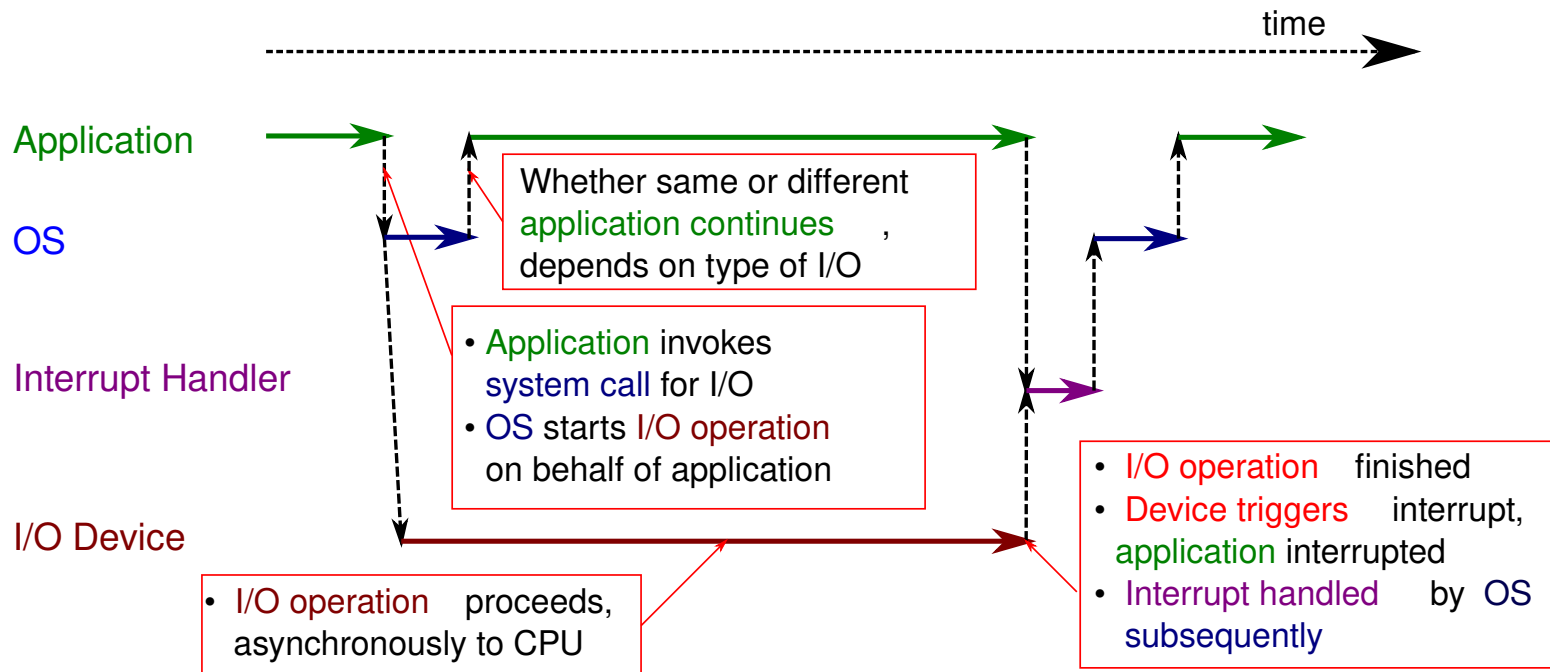 time
Application
OS
Interrupt Handler
I/O Device
Whether same or different
application continues ,
depends on type of I/O
• Application invokes
system call for I/O
• OS starts I/O operation
on behalf of application
• I/O operation proceeds,
asynchronously to CPU
• I/O operation finished
• Device triggers interrupt,
application interrupted
• Interrupt handled by OS
subsequently